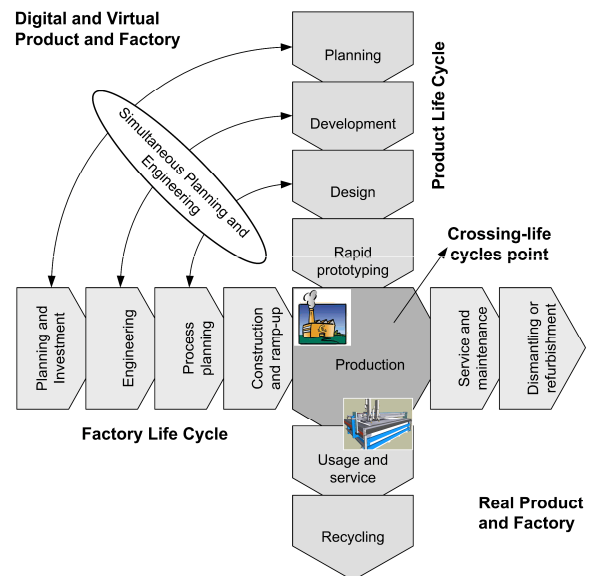 Digital and Virtual
Product and Factory
Planning
Development
Design
Rapid
prototyping
Product Life Cycle
Simultaneous Planning and
Engineering
Crossing-life
cycles point
Planning and
Investment
Engineering
Process
planning
Construction
and ramp-up
Production
Service and
maintenance
Dismantling or
refurbishment
Factory Life Cycle
Usage and
service
Recycling
Real Product
and Factory